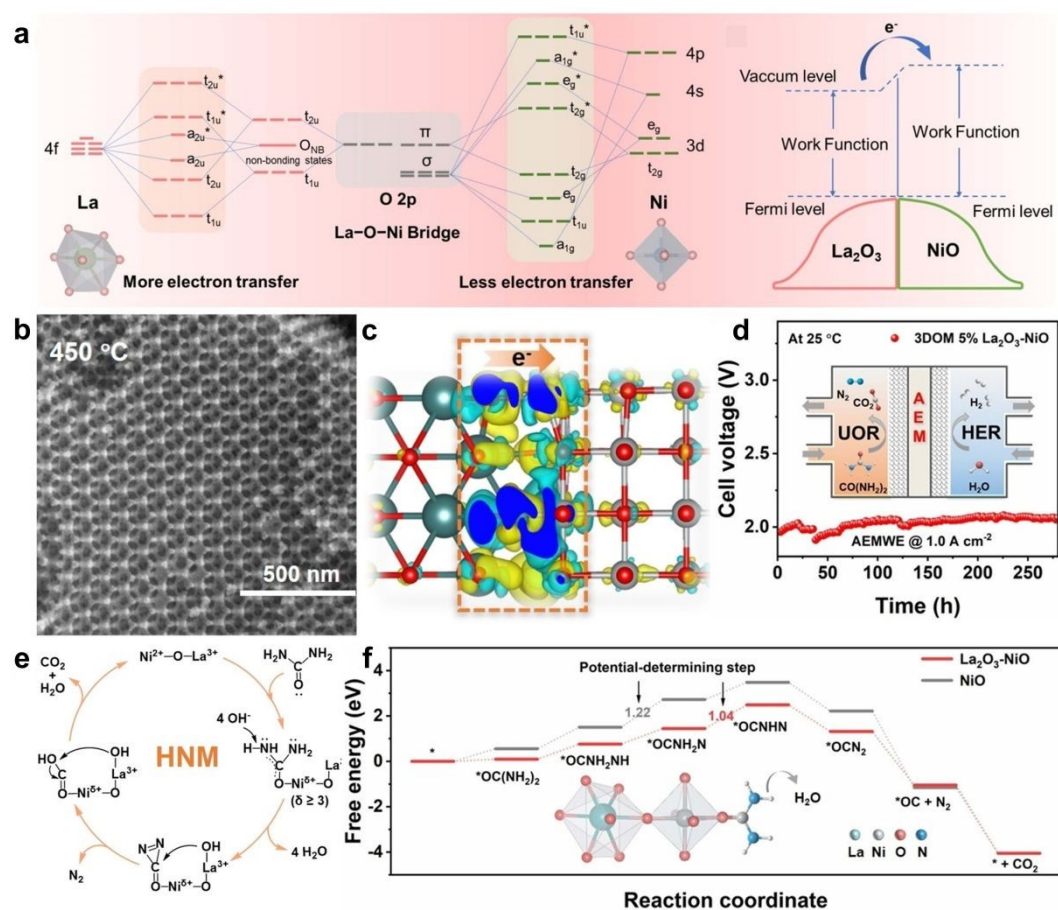 a
t1u*
a1g*
eg*
t2g*
4p
4s
eg
3d
t2g
t2g
eg
t1u
a1g
Ni
t2u*
t1u*
a2u*
a2u
t2u
t1u
4f
La
t2u
ONB
non-bonding states
t1u
π
σ
O 2p
La–O–Ni Bridge
More electron transfer
Less electron transfer
e-
Vaccum level
Work Function
Work Function
Fermi level
Fermi level
La2O3
NiO
b
450 °C
500 nm
c
e-
d
At 25 °C
3DOM 5% La2O3-NiO
Cell voltage (V)
3.0
2.5
2.0
N2
CO2
UOR
CO(NH2)2
AEM
H2
HER
H2O
AEMWE @ 1.0 A cm-2
0 50 100 150 200 250
Time (h)
e
CO2
+
H2O
Ni2+–O–La3+
NH2 NH2
O
4 OH-
HN NH2
La
O Niδ+ O
(δ ≥ 3)
HNM
HO OH
C La3+
O Niδ+ O
N2
4 H2O
N N
OH
C La3+
O Niδ+ O
f
Potential-determining step
La2O3-NiO
NiO
Free energy (eV)
4
2
0
-2
-4
1.22
1.04
*
*OC(NH2)2
*OCNH2NH
*OCNH2N
*OCNHN
*OCN2
*OC + N2
* + CO2
H2O
La Ni O N
Reaction coordinate